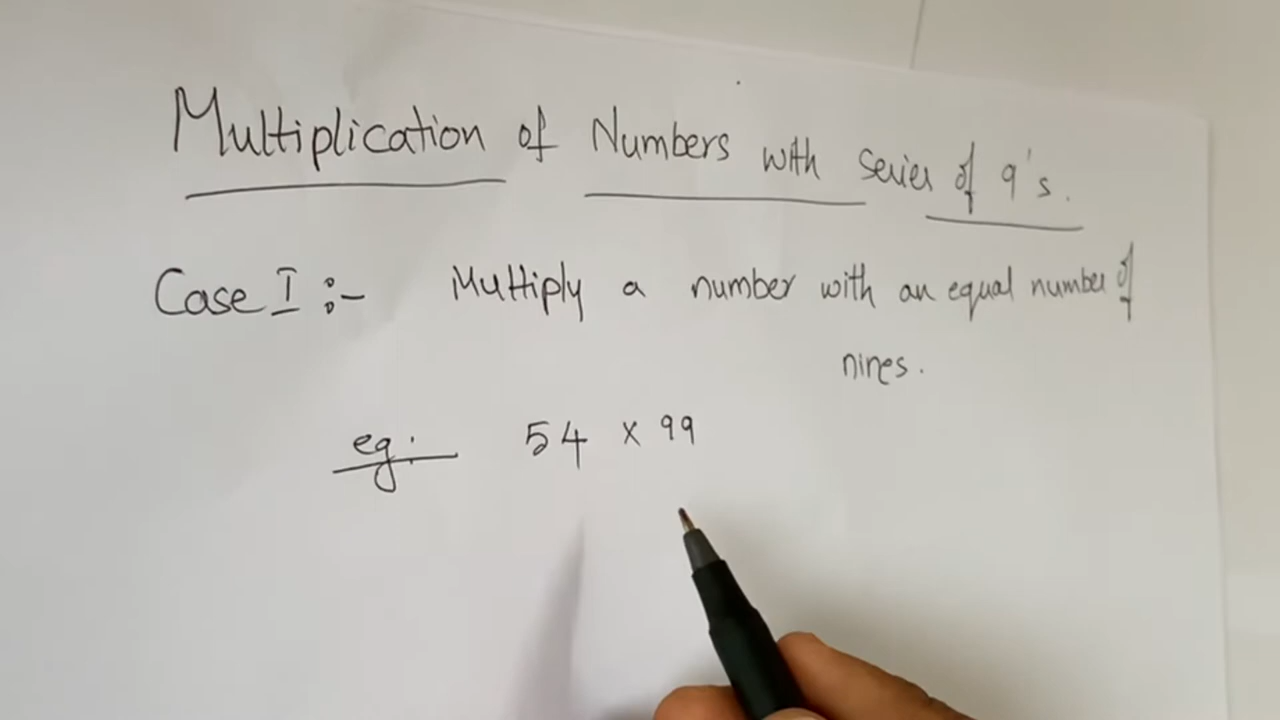 Multiplication of Numbers with series of 9's.
Case I :- Multiply a number with an equal number of
nines.
eg: 54 x 99